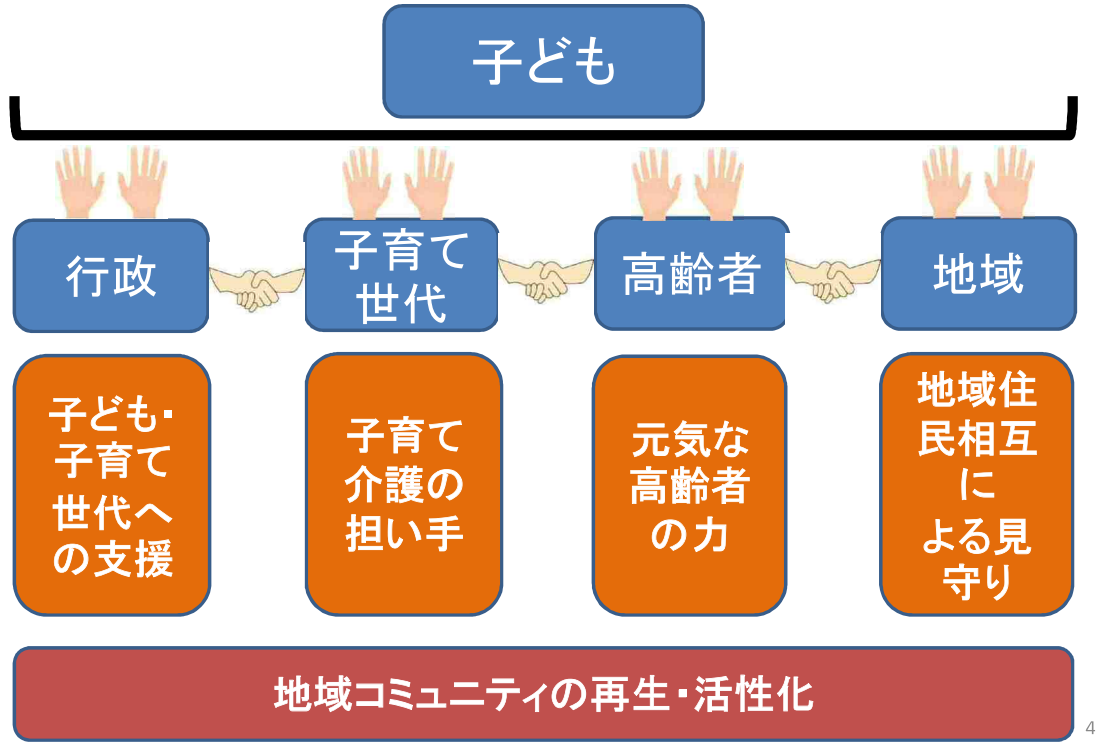 子ども
行政
子育て
世代
高齢者
地域
子ども・
子育て
世代へ
の支援
子育て
介護の
担い手
元気な
高齢者
の力
地域住
民相互
に
よる見
守り
地域コミュニティの再生・活性化
4